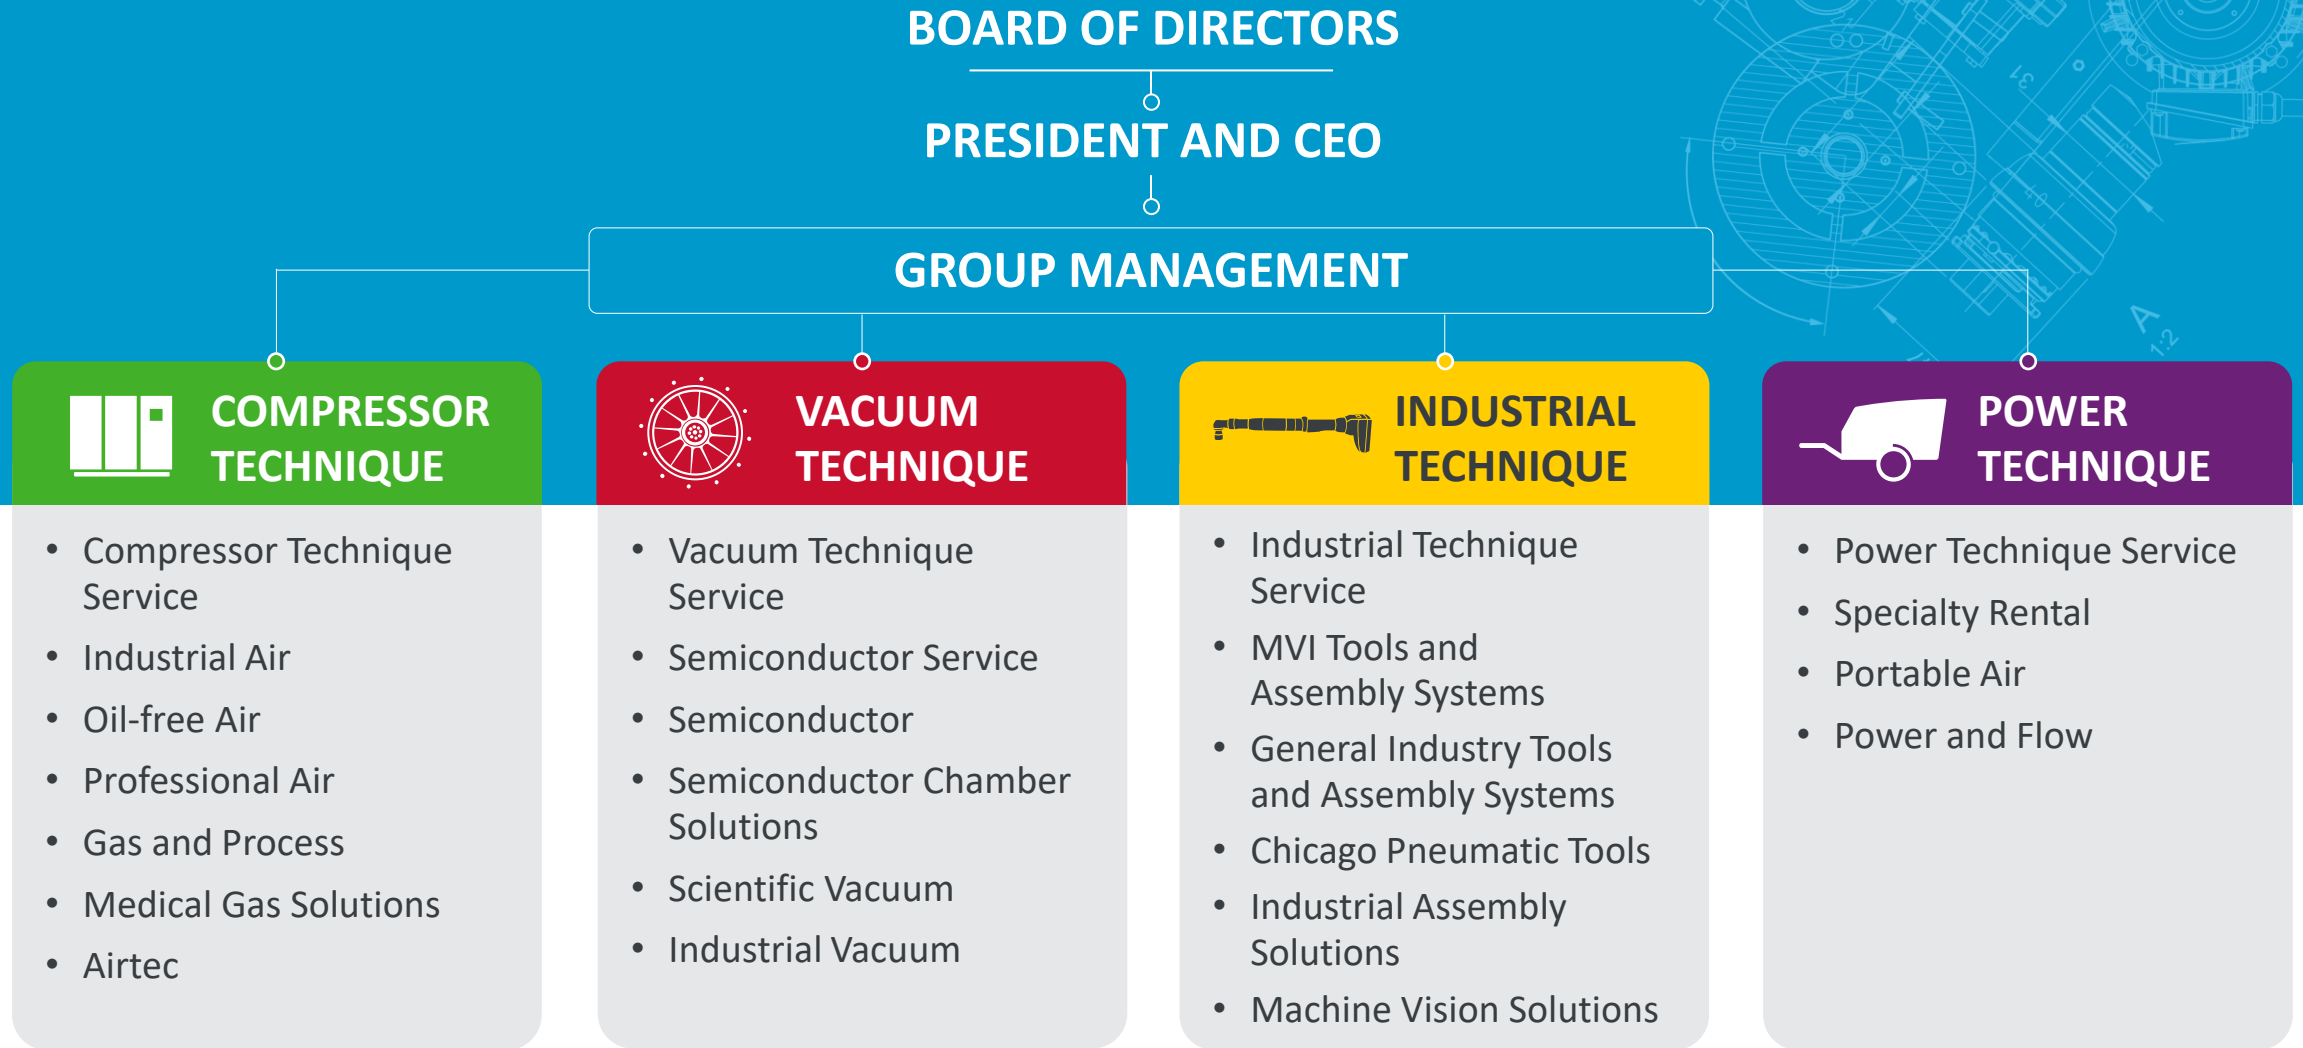 BOARD OF DIRECTORS
PRESIDENT AND CEO
GROUP MANAGEMENT
COMPRESSOR
TECHNIQUE
• Compressor Technique
Service
• Industrial Air
• Oil-free Air
• Professional Air
• Gas and Process
• Medical Gas Solutions
• Airtec
VACUUM
TECHNIQUE
• Vacuum Technique
Service
• Semiconductor Service
• Semiconductor
• Semiconductor Chamber
Solutions
• Scientific Vacuum
• Industrial Vacuum
INDUSTRIAL
TECHNIQUE
• Industrial Technique
Service
• MVI Tools and
Assembly Systems
• General Industry Tools
and Assembly Systems
• Chicago Pneumatic Tools
• Industrial Assembly
Solutions
• Machine Vision Solutions
POWER
TECHNIQUE
• Power Technique Service
• Specialty Rental
• Portable Air
• Power and Flow
31
40
A
1:2